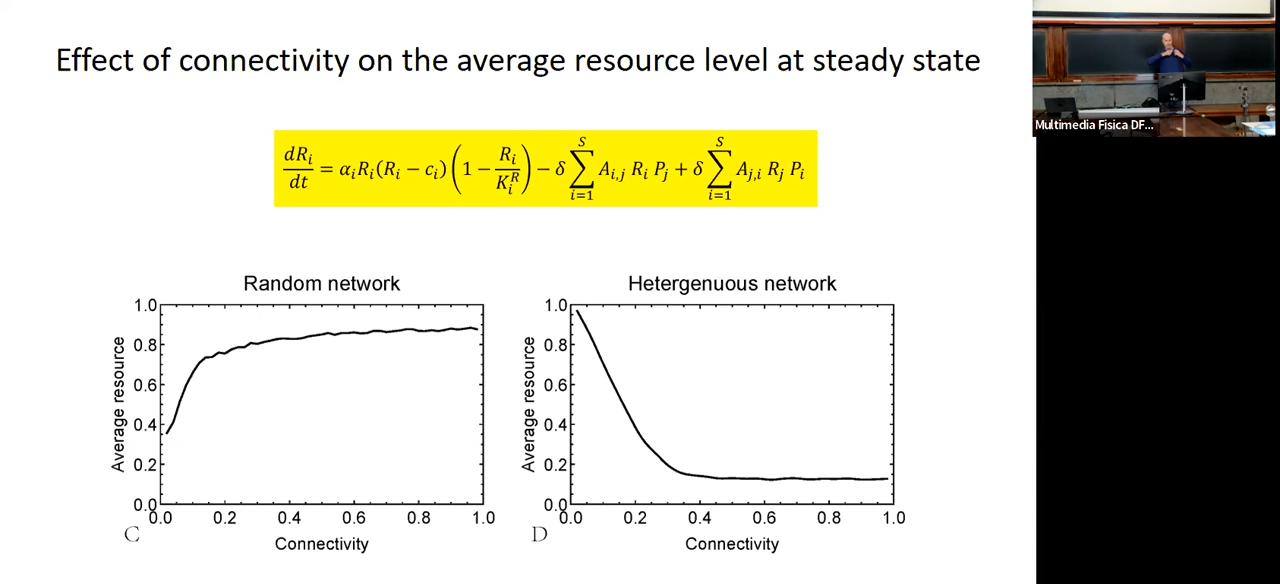 Effect of connectivity on the average resource level at steady state
Multimedia Fisica DF...
dR_i/dt = α_i R_i (R_i − c_i) (1 − R_i/K_i^R) − δ ∑_{i=1}^{S} A_{i,j} R_i P_j + δ ∑_{i=1}^{S} A_{j,i} R_j P_i
Random network
1.0
0.8
0.6
0.4
0.2
0.0
Average resource
0.0 0.2 0.4 0.6 0.8 1.0
Connectivity
C
Hetergenuous network
1.0
0.8
0.6
0.4
0.2
0.0
Average resource
0.0 0.2 0.4 0.6 0.8 1.0
Connectivity
D